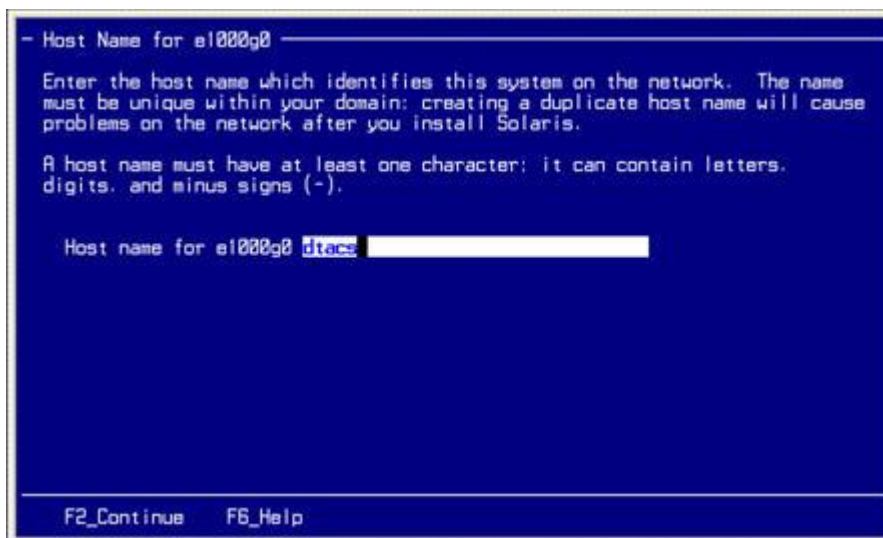 Host Name for e1000g0
Enter the host name which identifies this system on the network. The name
must be unique within your domain; creating a duplicate host name will cause
problems on the network after you install Solaris.
A host name must have at least one character; it can contain letters,
digits, and minus signs (-).
Host name for e1000g0 dtacs
F2_Continue F6_Help